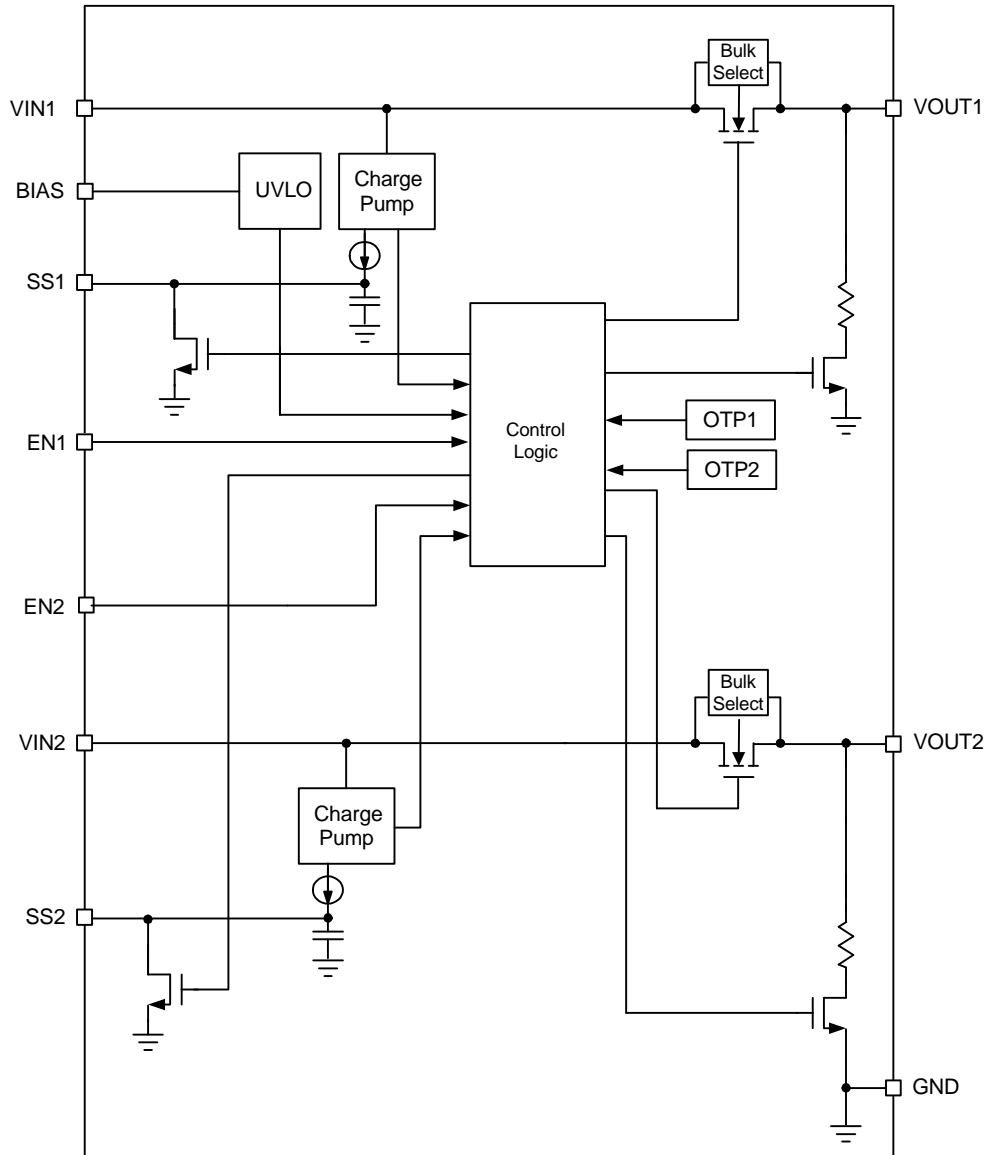 Bulk
Select
VIN1
VOUT1
BIAS
UVLO
Charge
Pump
SS1
Control
Logic
OTP1
EN1
OTP2
EN2
Bulk
Select
VIN2
VOUT2
Charge
Pump
SS2
GND